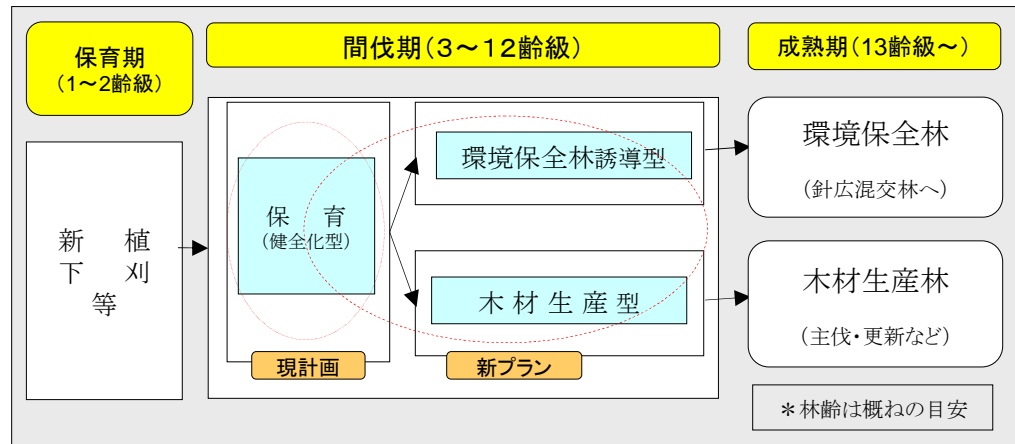 保育期
（1～2齢級）
間伐期（3～12齢級）
成熟期（13齢級～）
新　植
下　刈
等
保　育
（健全化型）
現計画
環境保全林誘導型
木材生産型
新プラン
環境保全林
（針広混交林へ）
木材生産林
（主伐・更新など）
＊林齢は概ねの目安